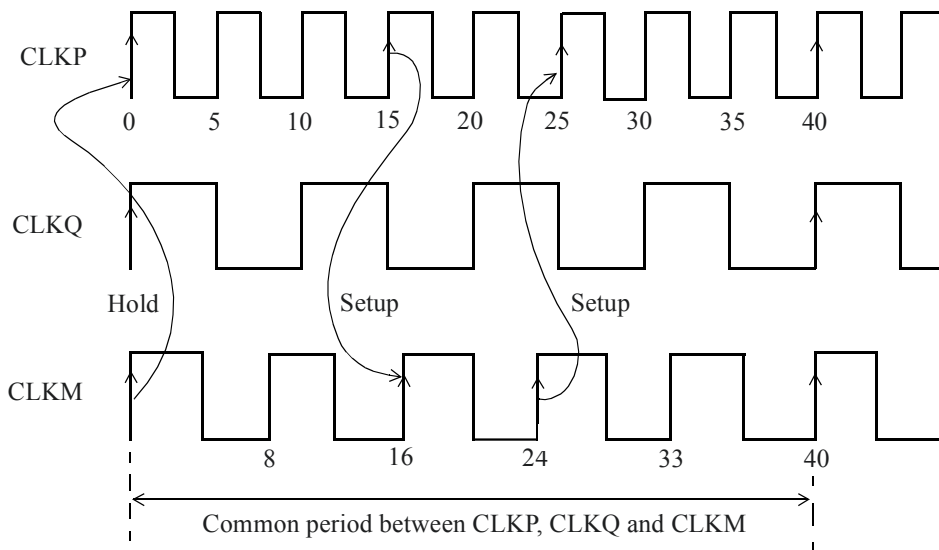 CLKP
0 5 10 15 20 25 30 35 40
CLKQ
Hold Setup Setup
CLKM
8 16 24 33 40
Common period between CLKP, CLKQ and CLKM